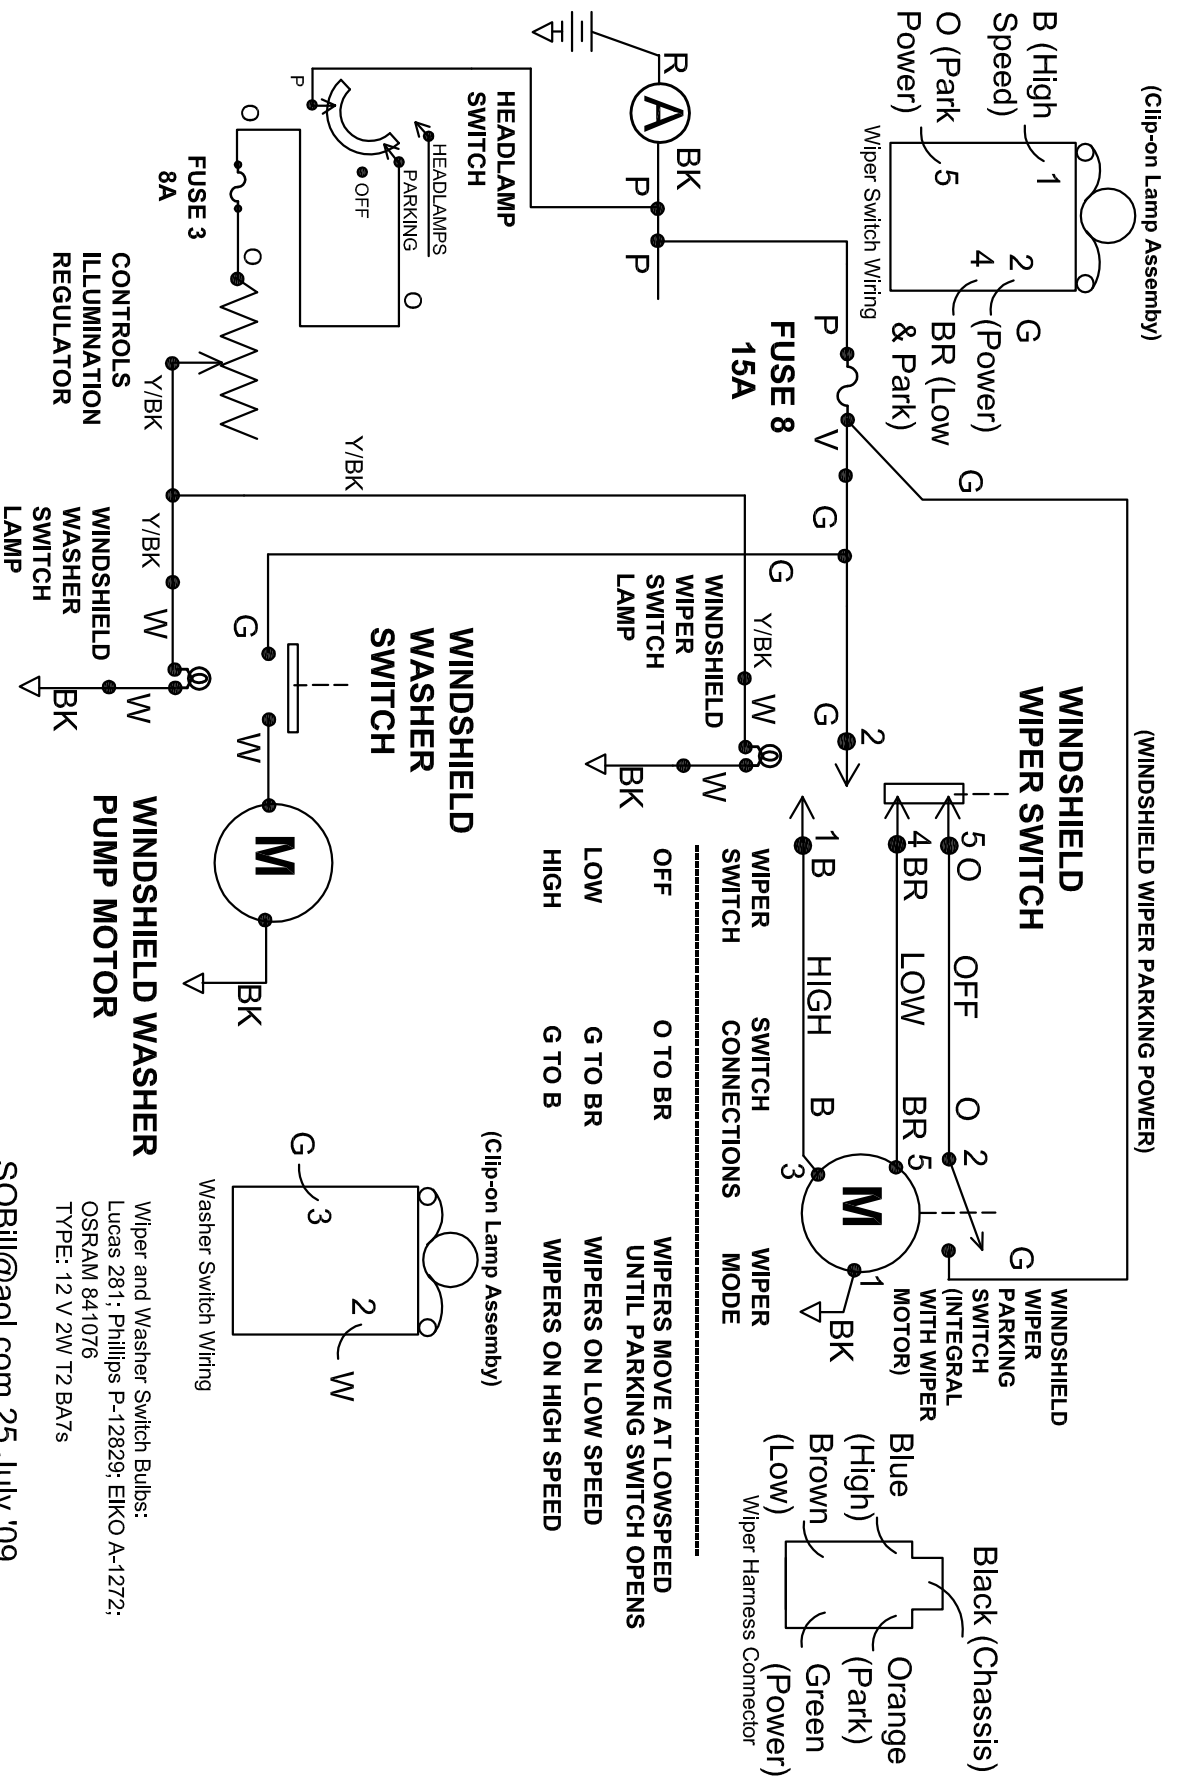 (Clip-on Lamp Assemby)
B (High
Speed)
O (Park
Power)
1
5
2
4
G
(Power)
BR (Low
& Park)
Wiper Switch Wiring
(WINDSHIELD WIPER PARKING POWER)
G
WINDSHIELD
WIPER SWITCH
5 O
OFF
O
2
G
4 BR
LOW
BR
5
1 B
HIGH
B
3
M
1
BK
WINDSHIELD
WIPER
PARKING
SWITCH
(INTEGRAL
WITH WIPER
MOTOR)
Black (Chassis)
Blue
(High)
Brown
(Low)
Orange
(Park)
Green
(Power)
Wiper Harness Connector
R
A
BK
P
P
P
FUSE 8
15A
V
G
G
G
2
HEADLAMP
SWITCH
P
HEADLAMPS
PARKING
OFF
O
O
FUSE 3
8A
O
CONTROLS
ILLUMINATION
REGULATOR
Y/BK
Y/BK
Y/BK
Y/BK
W
WINDSHIELD
WIPER
SWITCH
LAMP
W
BK
WIPER
SWITCH
SWITCH
CONNECTIONS
WIPER
MODE
OFF
O TO BR
WIPERS MOVE AT LOWSPEED
UNTIL PARKING SWITCH OPENS
LOW
G TO BR
WIPERS ON LOW SPEED
HIGH
G TO B
WIPERS ON HIGH SPEED
WINDSHIELD
WASHER
SWITCH
G
W
M
BK
WINDSHIELD WASHER
PUMP MOTOR
WINDSHIELD
WASHER
SWITCH
LAMP
W
W
BK
(Clip-on Lamp Assemby)
G
3
2
W
Washer Switch Wiring
Wiper and Washer Switch Bulbs:
Lucas 281; Phillips P-12829; EIKO A-1272;
OSRAM 841076
TYPE: 12 V 2W T2 BA7s
SOBill@aol.com 25 July '09